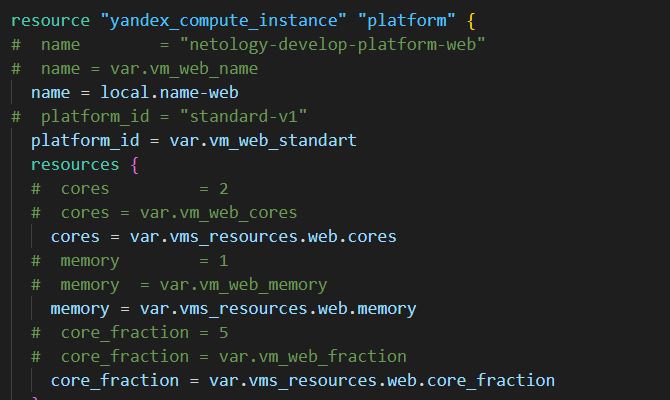 resource "yandex_compute_instance" "platform" {
#  name        = "netology-develop-platform-web"
#  name = var.vm_web_name
  name = local.name-web
#  platform_id = "standard-v1"
  platform_id = var.vm_web_standart
  resources {
  #  cores         = 2
  #  cores = var.vm_web_cores
    cores = var.vms_resources.web.cores
  #  memory        = 1
  #  memory  = var.vm_web_memory
    memory = var.vms_resources.web.memory
  #  core_fraction = 5
  #  core_fraction = var.vm_web_fraction
    core_fraction = var.vms_resources.web.core_fraction